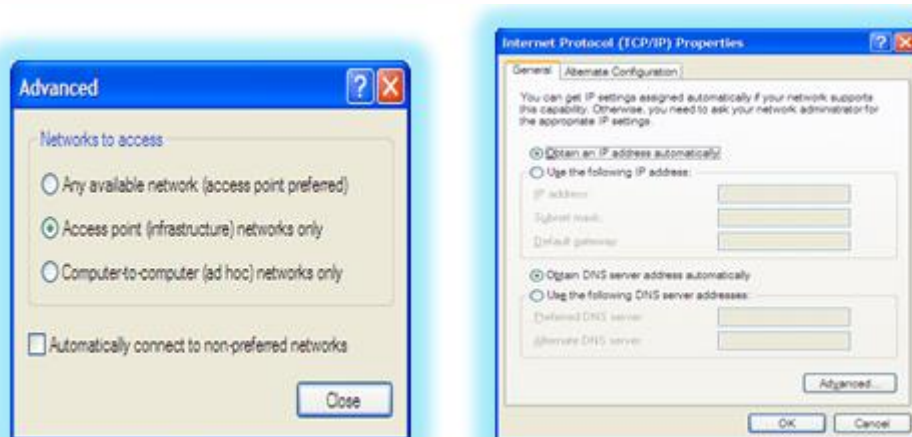 Advanced
Networks to access
Any available network (access point preferred)
Access point (infrastructure) networks only
Computer-to-computer (ad hoc) networks only
Automatically connect to non-preferred networks
Close
Internet Protocol (TCP/IP) Properties
General
Alternate Configuration
You can get IP settings assigned automatically if your network supports
this capability. Otherwise, you need to ask your network administrator for
the appropriate IP settings.
Obtain an IP address automatically
Use the following IP address:
IP address:
Subnet mask:
Default gateway:
Obtain DNS server address automatically
Use the following DNS server addresses:
Preferred DNS server:
Alternate DNS server:
Advanced...
OK
Cancel